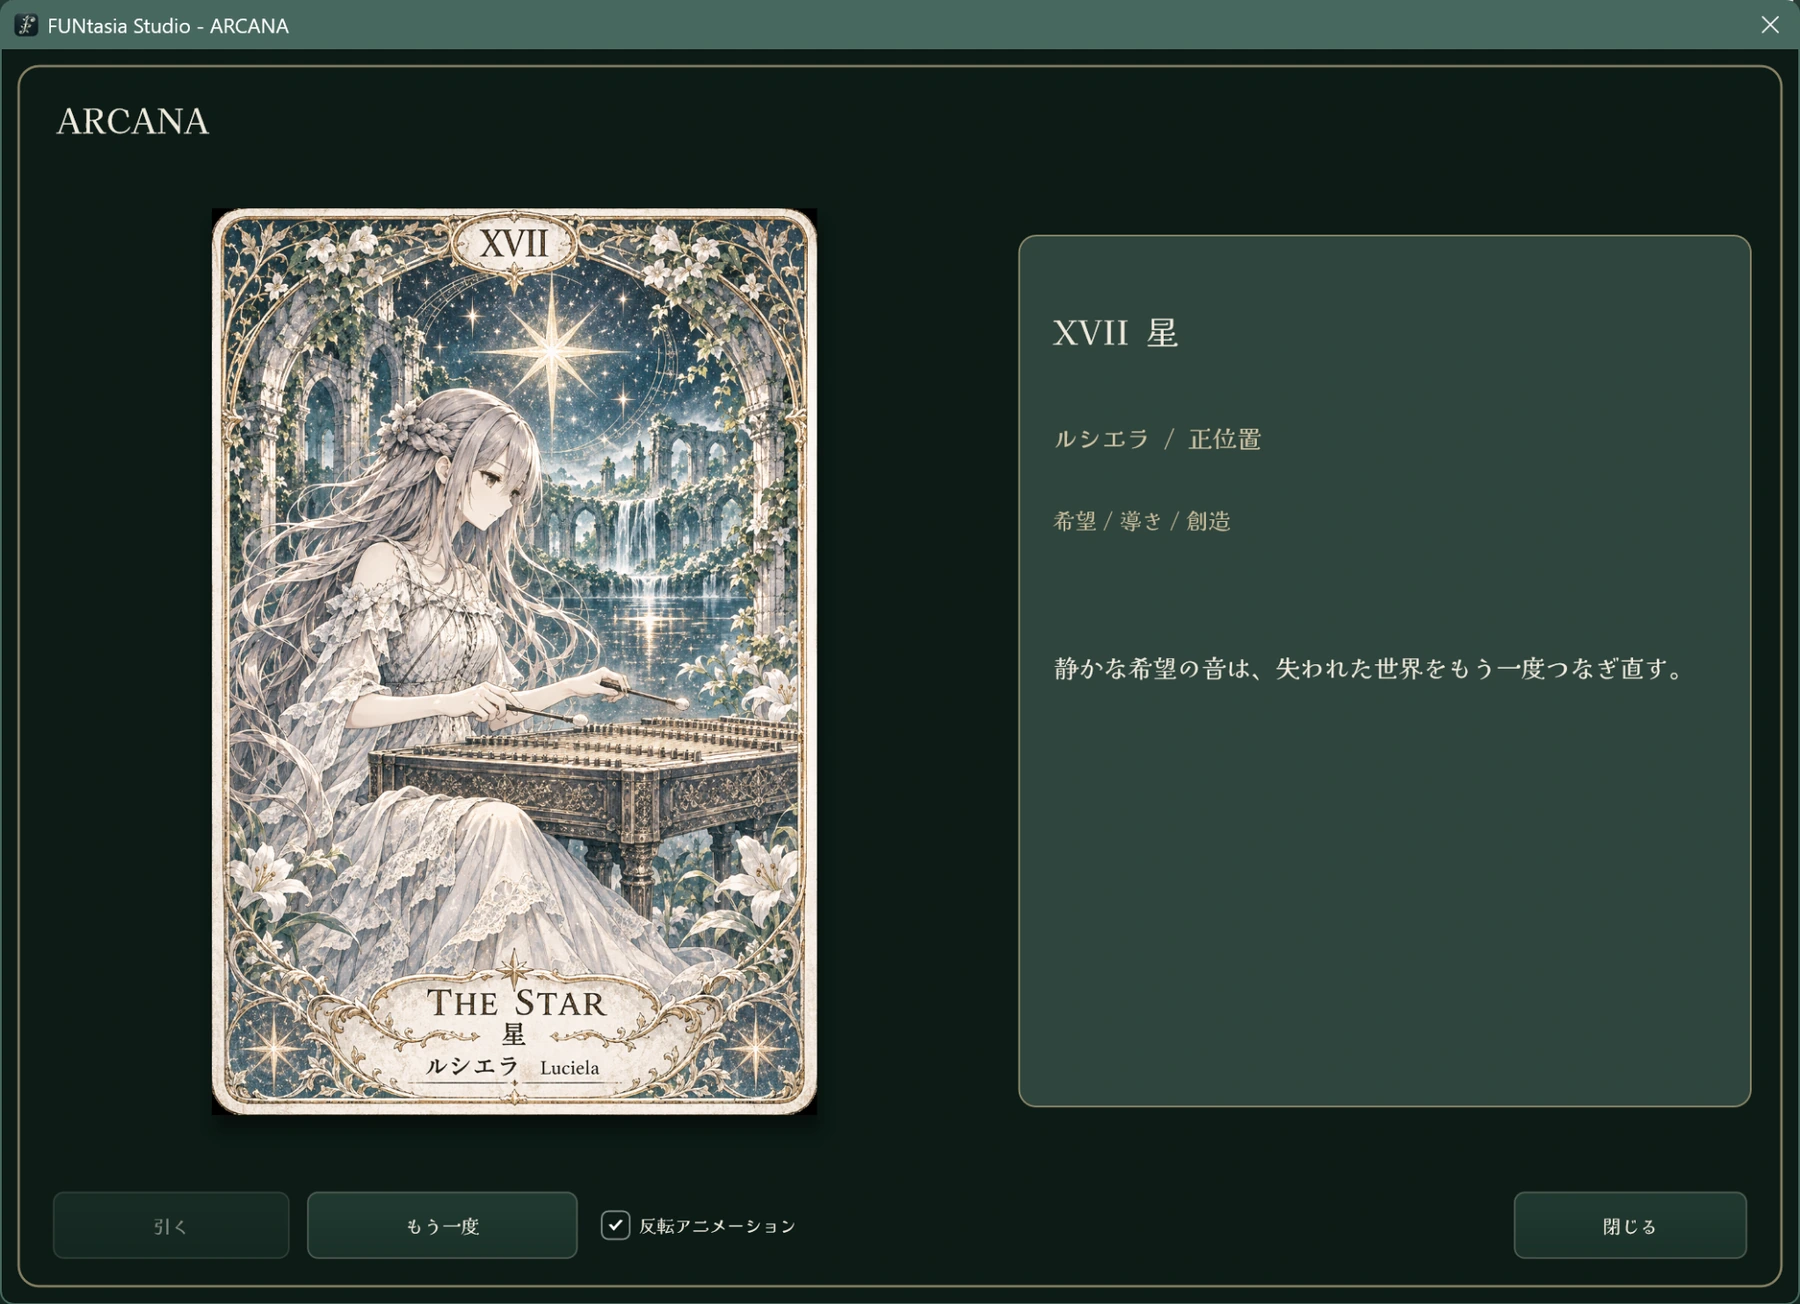 FUNtasia Studio - ARCANA
ARCANA
XVII
THE STAR
星
ルシエラ Luciela
XVII 星
ルシエラ / 正位置
希望 / 導き / 創造
静かな希望の音は、失われた世界をもう一度つなぎ直す。
引く
もう一度
反転アニメーション
閉じる